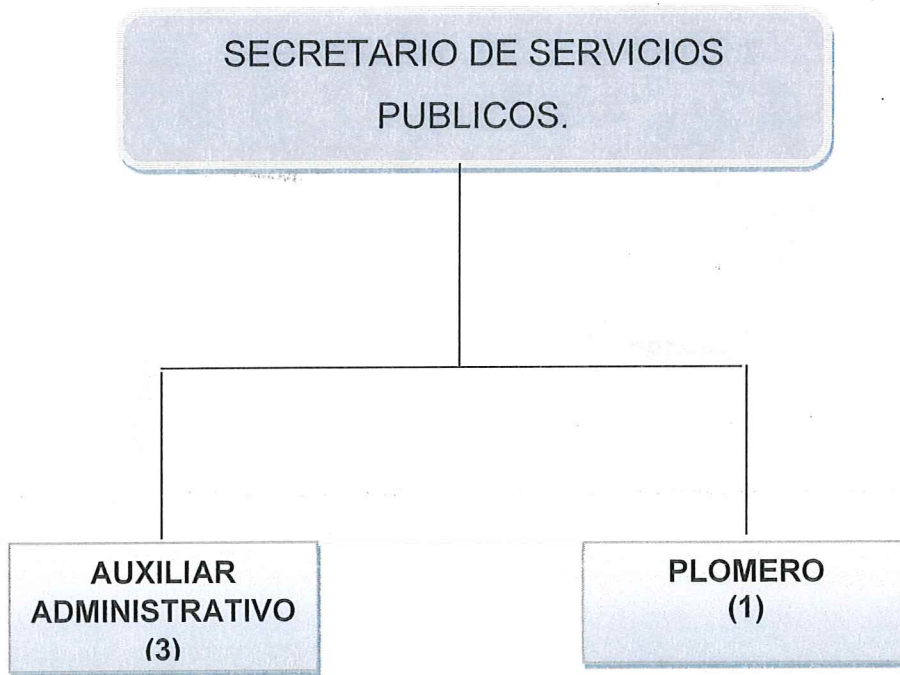 SECRETARIO DE SERVICIOS
PUBLICOS.
AUXILIAR
ADMINISTRATIVO
(3)
PLOMERO
(1)